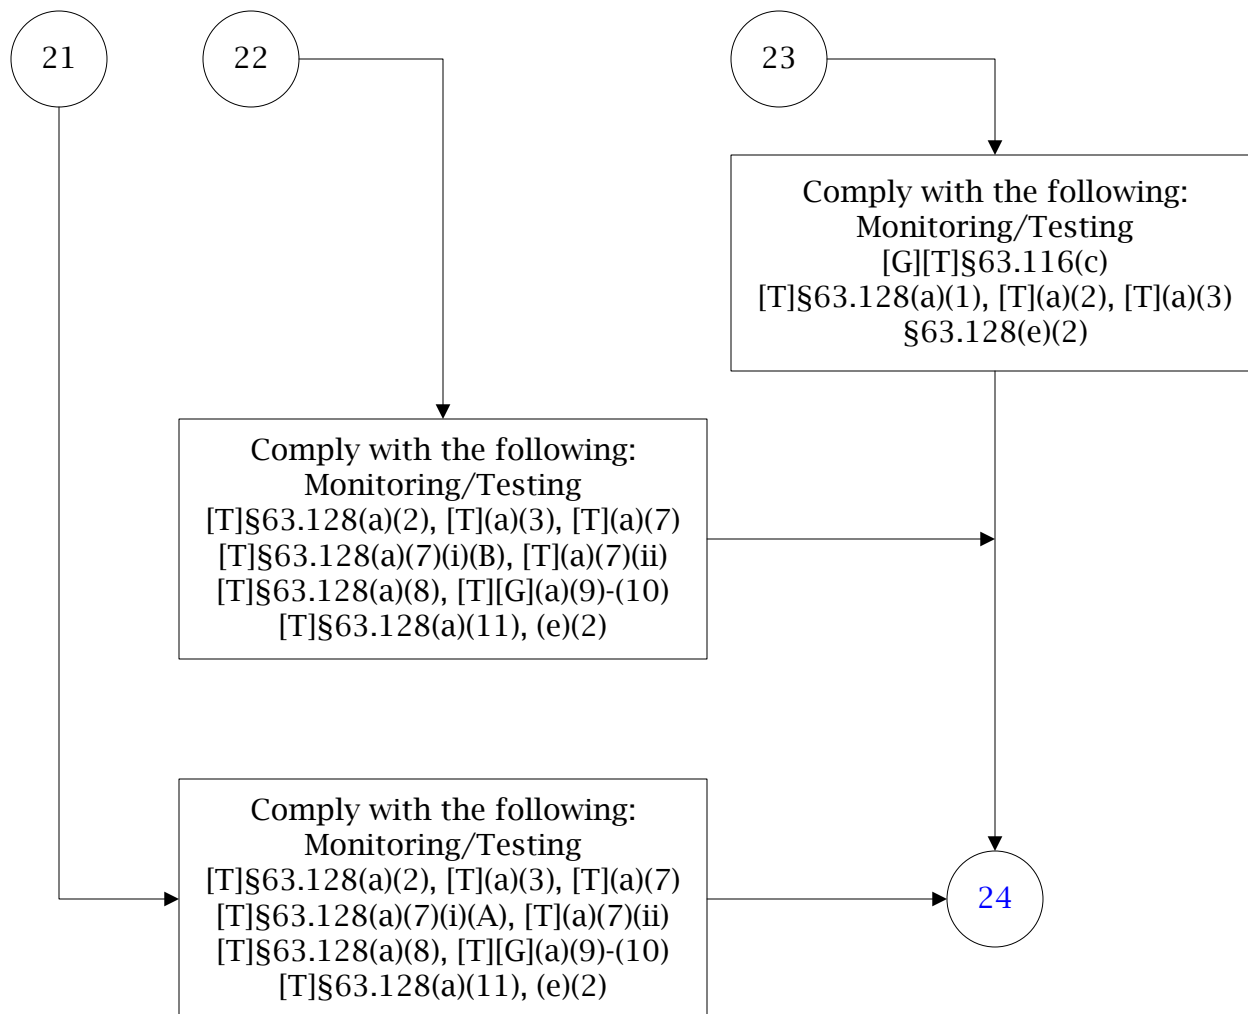 21
22
23
Comply with the following:
Monitoring/Testing
[G][T]§63.116(c)
[T]§63.128(a)(1), [T](a)(2), [T](a)(3)
§63.128(e)(2)
Comply with the following:
Monitoring/Testing
[T]§63.128(a)(2), [T](a)(3), [T](a)(7)
[T]§63.128(a)(7)(i)(B), [T](a)(7)(ii)
[T]§63.128(a)(8), [T][G](a)(9)-(10)
[T]§63.128(a)(11), (e)(2)
Comply with the following:
Monitoring/Testing
[T]§63.128(a)(2), [T](a)(3), [T](a)(7)
[T]§63.128(a)(7)(i)(A), [T](a)(7)(ii)
[T]§63.128(a)(8), [T][G](a)(9)-(10)
[T]§63.128(a)(11), (e)(2)
24